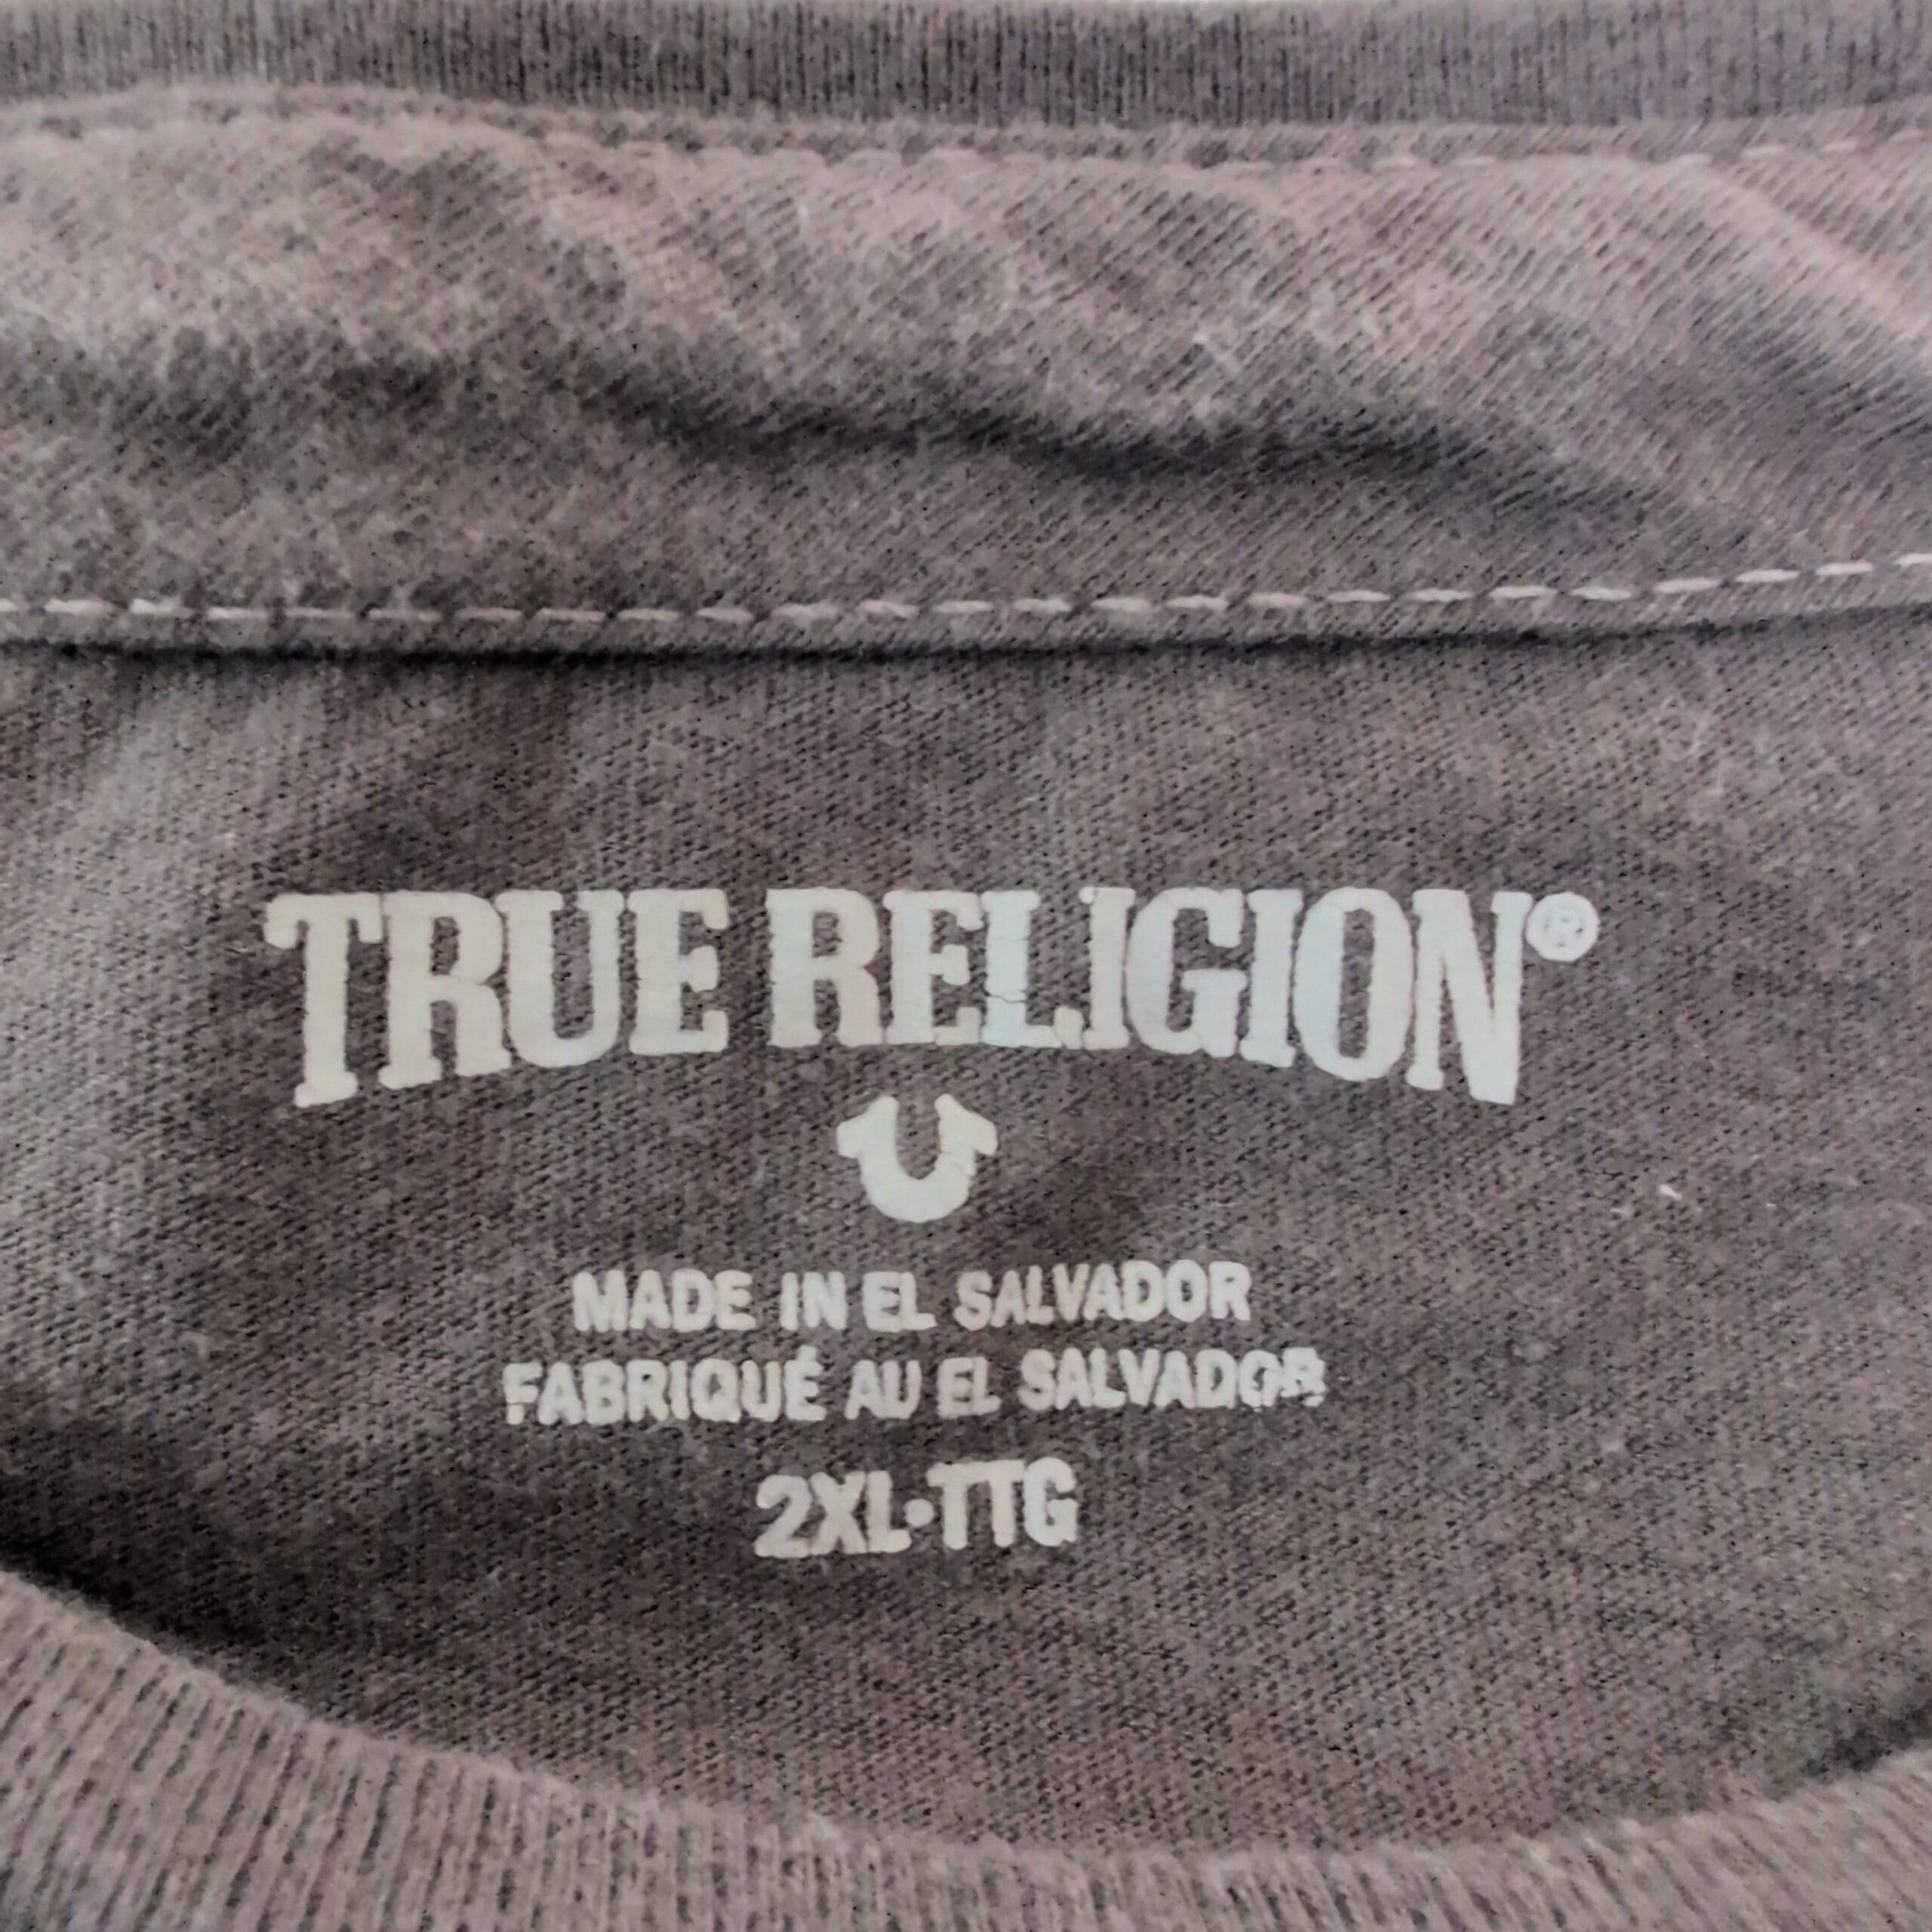 TRUE RELIGION®
MADE IN EL SALVADOR
FABRIQUÉ AU EL SALVADOR
2XL•TTG